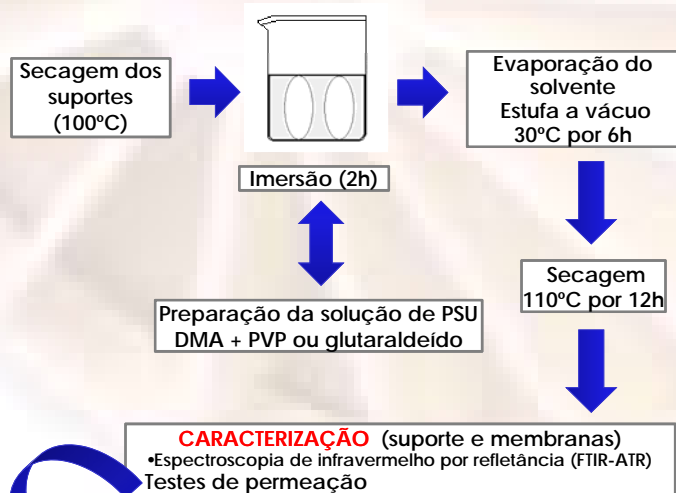 Secagem dos
suportes
(100ºC)
Imersão (2h)
Evaporação do
solvente
Estufa a vácuo
30ºC por 6h
Preparação da solução de PSU
DMA + PVP ou glutaraldeído
Secagem
110ºC por 12h
CARACTERIZAÇÃO (suporte e membranas)
•Espectroscopia de infravermelho por refletância (FTIR-ATR)
Testes de permeação